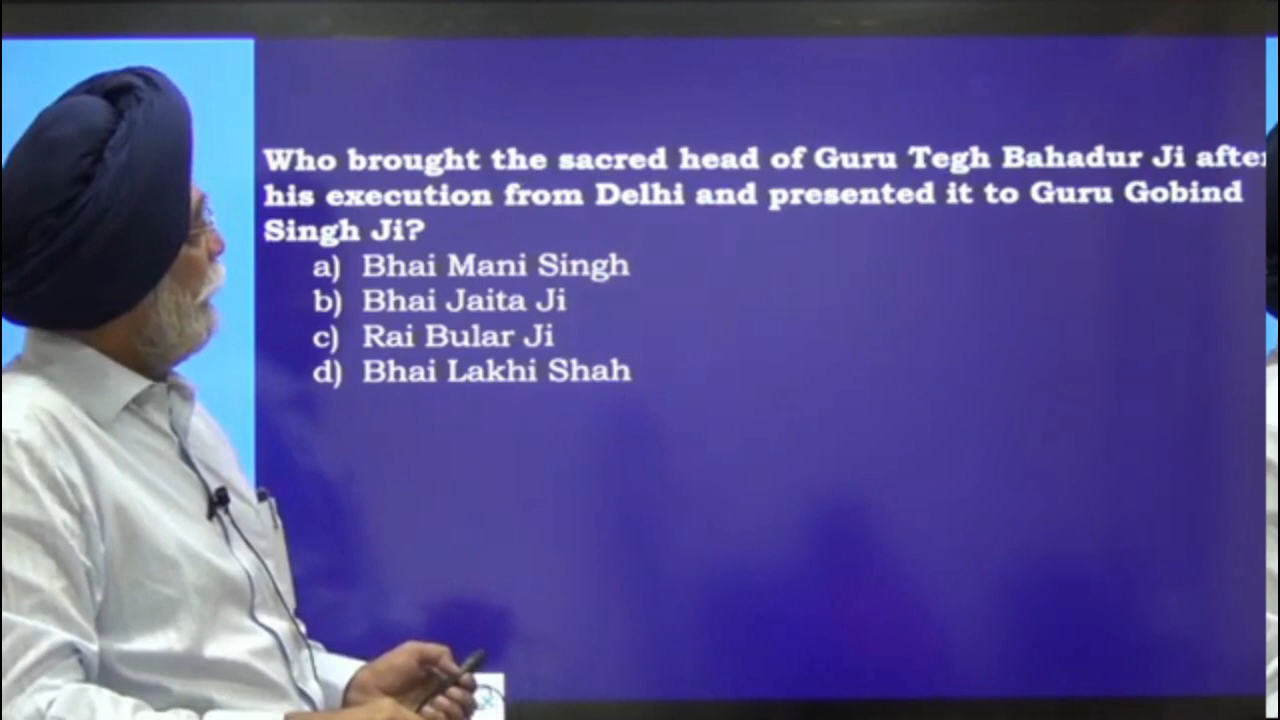 Who brought the sacred head of Guru Tegh Bahadur Ji after
his execution from Delhi and presented it to Guru Gobind
Singh Ji?
a) Bhai Mani Singh
b) Bhai Jaita Ji
c) Rai Bular Ji
d) Bhai Lakhi Shah